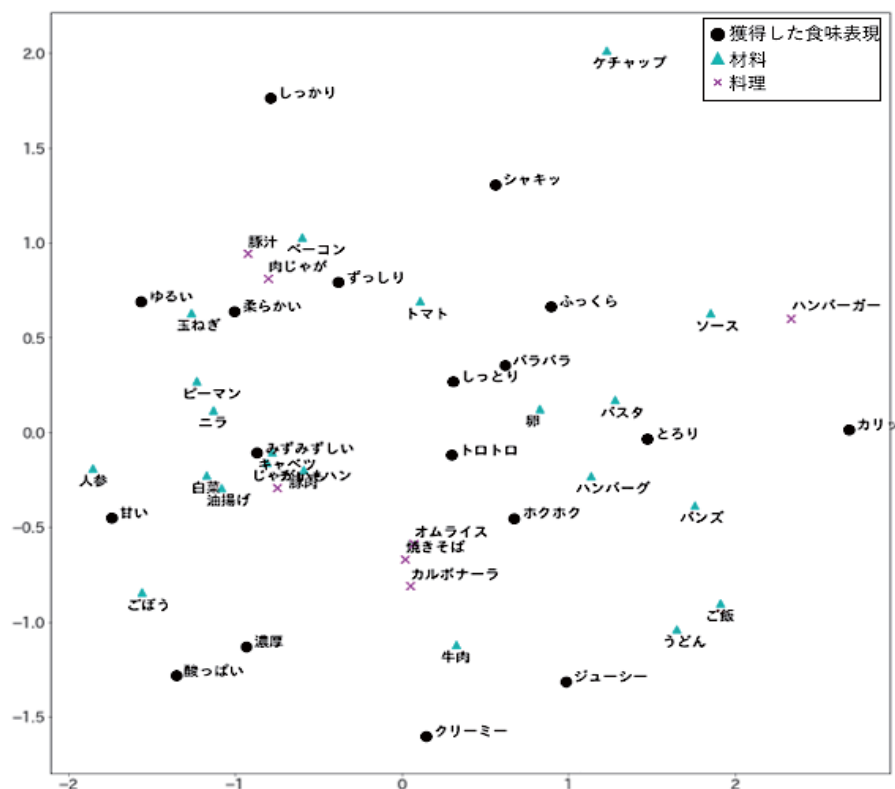 獲得した食味表現
材料
料理
ケチャップ
しっかり
シャキッ
豚汁
ベーコン
肉じゃが
ずっしり
ゆるい
柔らかい
玉ねぎ
トマト
ふっくら
ソース
ハンバーガー
バラバラ
しっとり
ピーマン
ニラ
卵
パスタ
とろり
カリッ
みずみずしい
キャベツ
トロトロ
人参
白菜
豚肉
油揚げ
ハンバーグ
バンズ
甘い
ホクホク
オムライス
焼きそば
カルボナーラ
ごぼう
ご飯
うどん
濃厚
牛肉
酸っぱい
ジューシー
クリーミー
2.0
1.5
1.0
0.5
0.0
−0.5
−1.0
−1.5
−2
−1
0
1
2